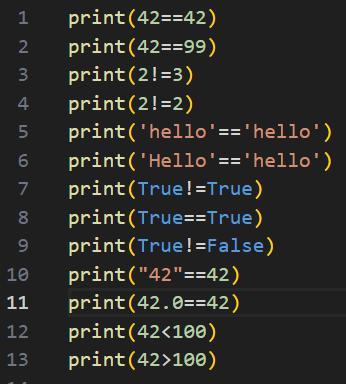 1 print(42==42)
2 print(42==99)
3 print(2!=3)
4 print(2!=2)
5 print('hello'=='hello')
6 print('Hello'=='hello')
7 print(True!=True)
8 print(True==True)
9 print(True!=False)
10 print("42"==42)
11 print(42.0==42)
12 print(42<100)
13 print(42>100)